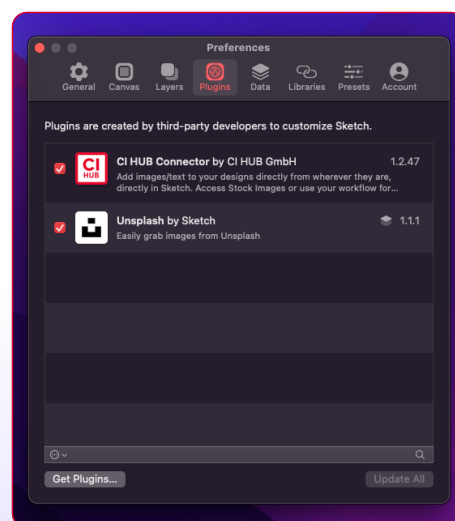 Preferences
General Canvas Layers Plugins Data Libraries Presets Account
Plugins are created by third-party developers to customize Sketch.
CI HUB
CI HUB Connector by CI HUB GmbH 1.2.47
Add images/text to your designs directly from wherever they are,
directly in Sketch. Access Stock Images or use your workflow for...
Unsplash by Sketch 1.1.1
Easily grab images from Unsplash
Get Plugins... Update All